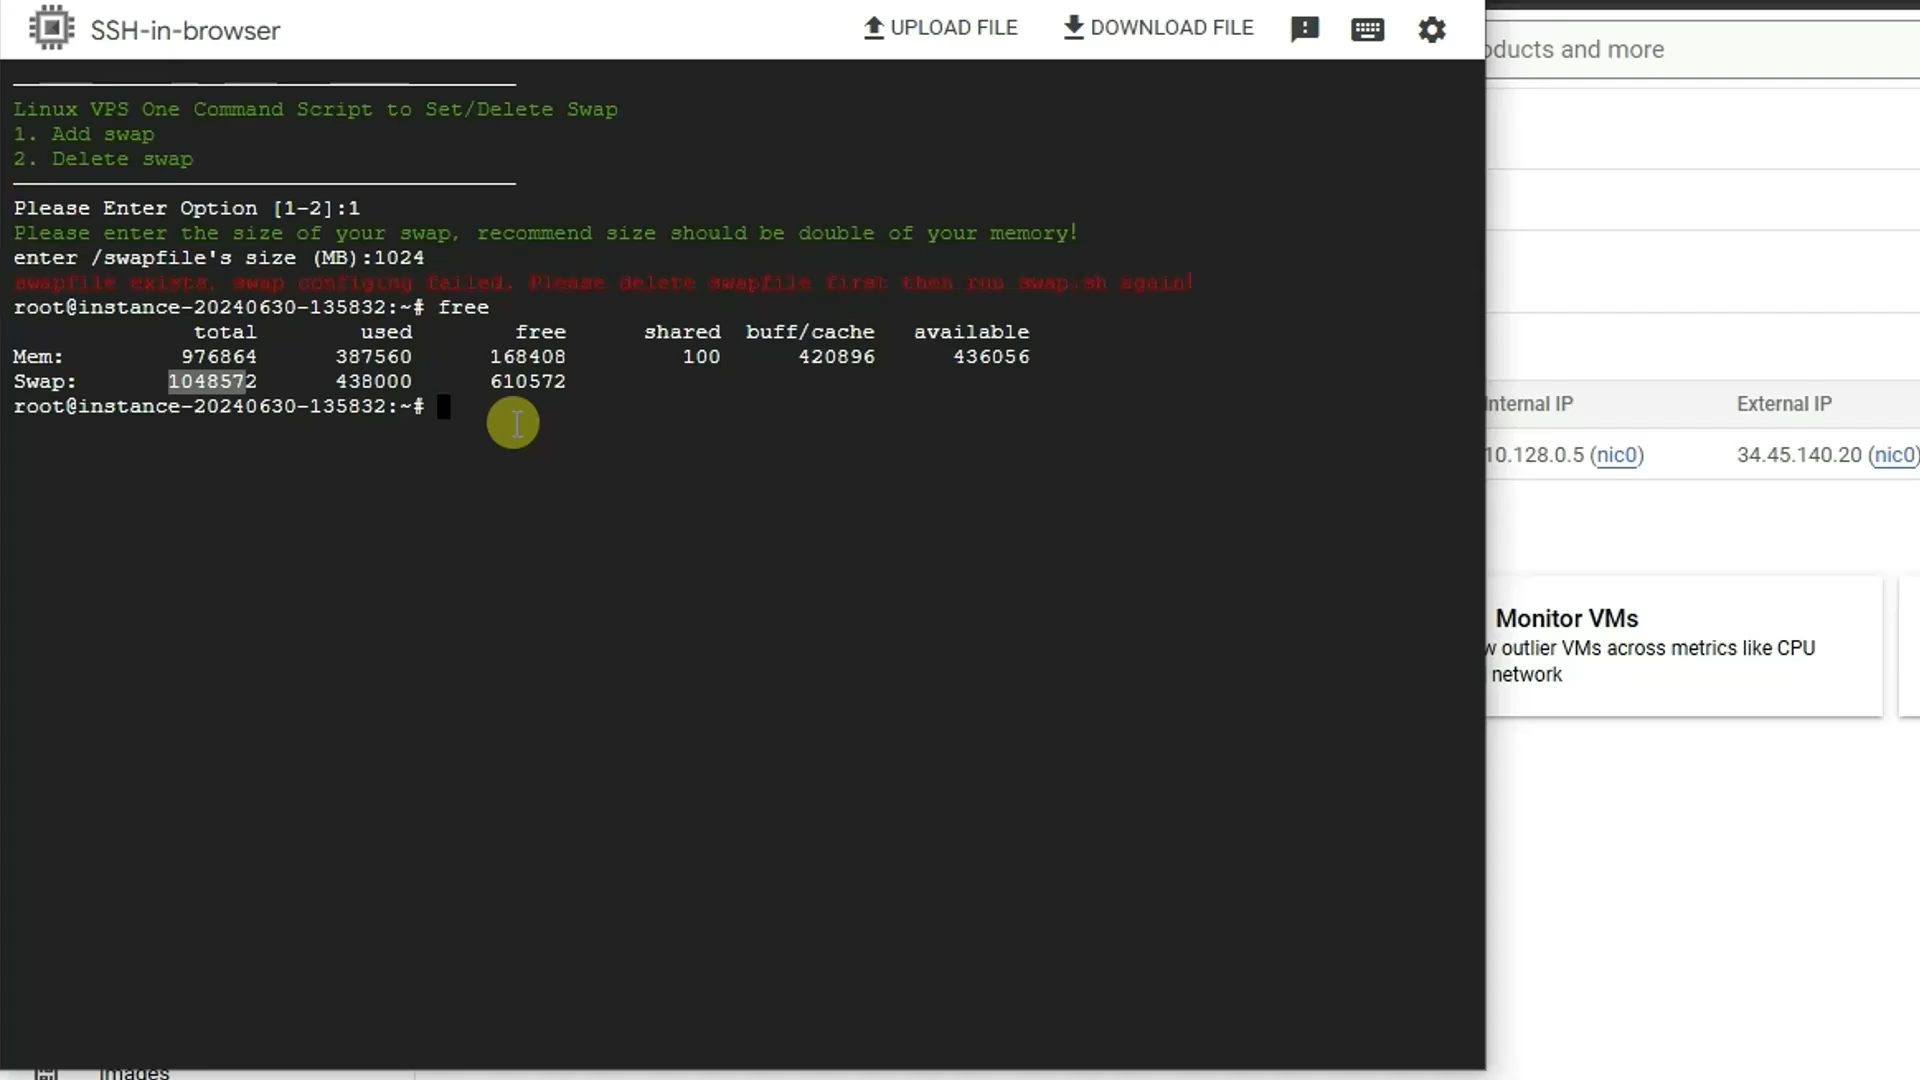 SSH-in-browser
UPLOAD FILE
DOWNLOAD FILE
oducts and more
Linux VPS One Command Script to Set/Delete Swap
1. Add swap
2. Delete swap
Please Enter Option [1-2]:1
Please enter the size of your swap, recommend size should be double of your memory!
enter /swapfile's size (MB):1024
swapfile exists, swap configing failed. Please delete swapfile first then run swap.sh again!
root@instance-20240630-135832:~# free
total used free shared buff/cache available
Mem: 976864 387560 168408 100 420896 436056
Swap: 1048572 438000 610572
root@instance-20240630-135832:~#
Internal IP External IP
10.128.0.5 (nic0) 34.45.140.20 (nic0)
Monitor VMs
w outlier VMs across metrics like CPU
network
Images